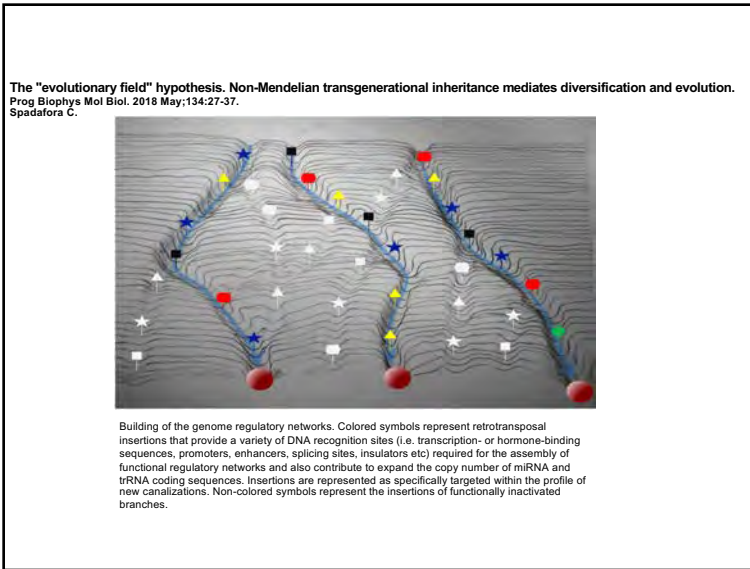 The "evolutionary field" hypothesis. Non-Mendelian transgenerational inheritance mediates diversification and evolution.
Prog Biophys Mol Biol. 2018 May;134:27-37.
Spadafora C.
Building of the genome regulatory networks. Colored symbols represent retrotransposal
insertions that provide a variety of DNA recognition sites (i.e. transcription- or hormone-binding
sequences, promoters, enhancers, splicing sites, insulators etc) required for the assembly of
functional regulatory networks and also contribute to expand the copy number of miRNA and
trRNA coding sequences. Insertions are represented as specifically targeted within the profile of
new canalizations. Non-colored symbols represent the insertions of functionally inactivated
branches.